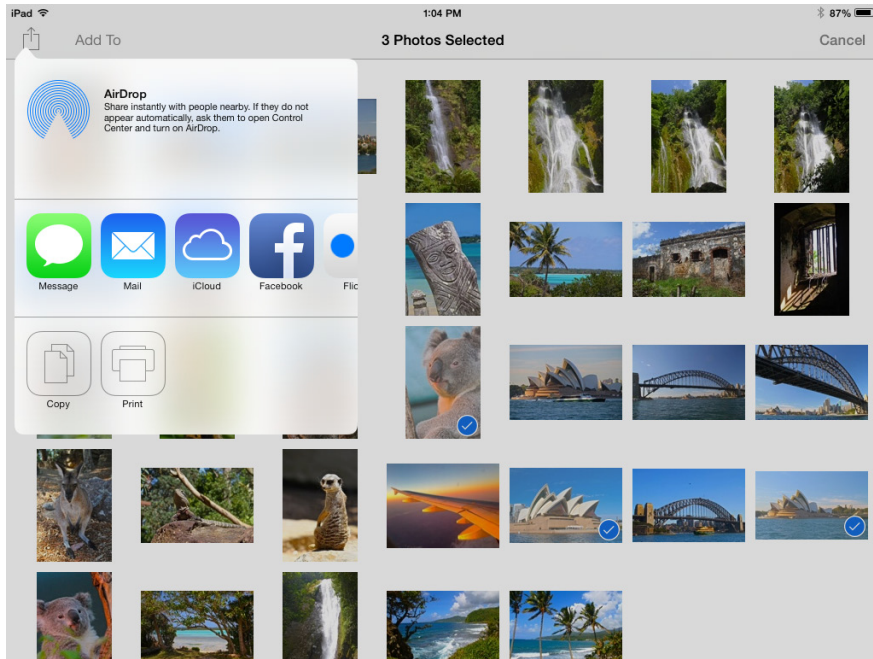 iPad
1:04 PM
87%
Add To
3 Photos Selected
Cancel
AirDrop
Share instantly with people nearby. If they do not
appear automatically, ask them to open Control
Center and turn on AirDrop.
Message
Mail
iCloud
Facebook
Flic
Copy
Print